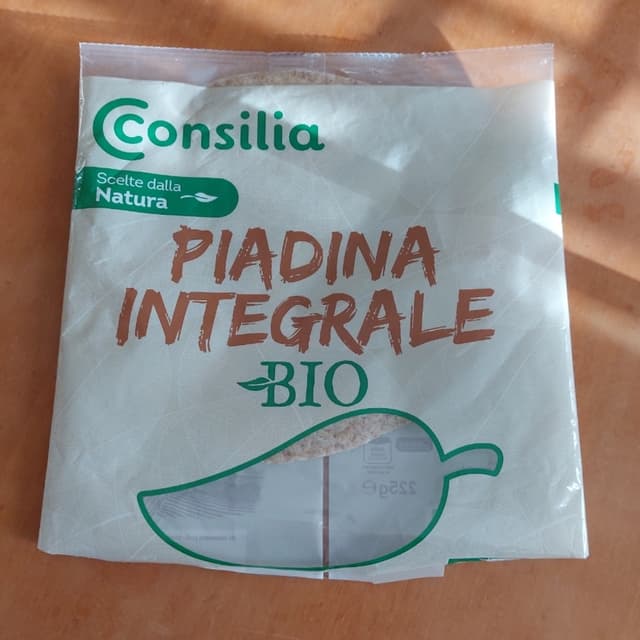 Consilia
Scelte dalla
Natura
PIADINA
INTEGRALE
BIO
225g e